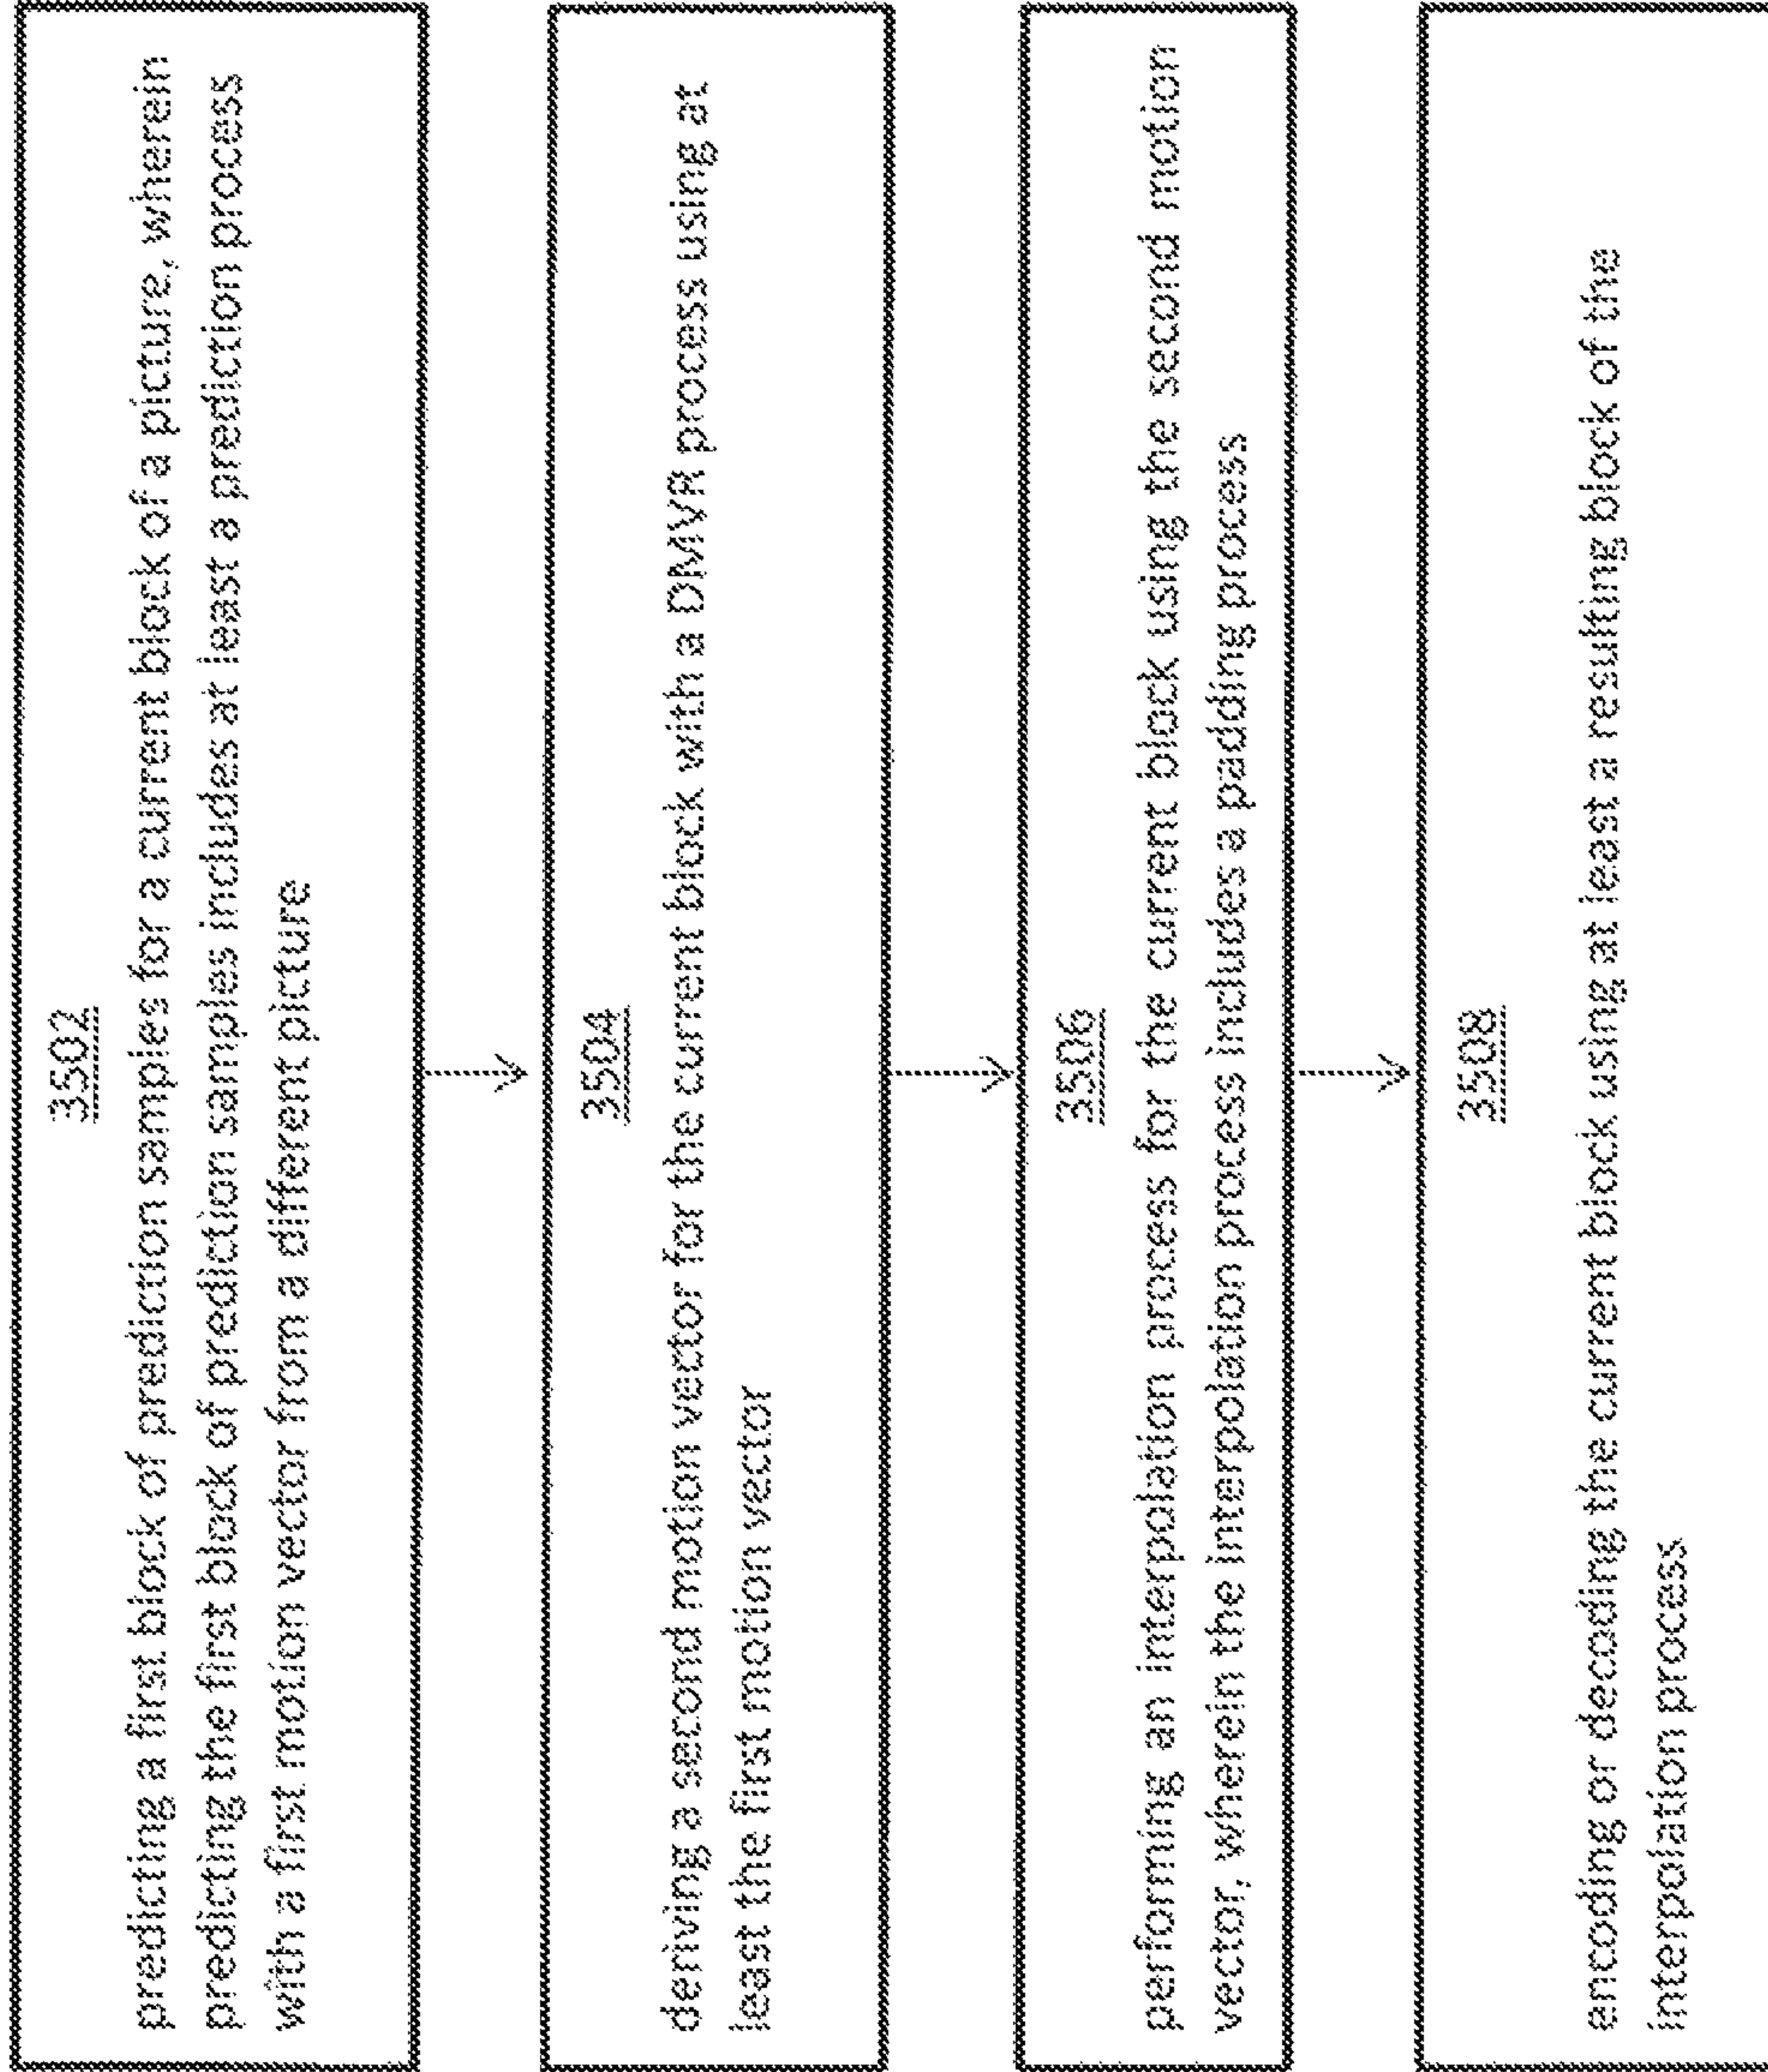 3502
predicting a first block of prediction samples for a current block of a picture, wherein
predicting the first block of prediction samples includes at least a prediction process
with a first motion vector from a different picture
3504
deriving a second motion vector for the current block with a DMVR process using at
least the first motion vector
3506
performing an interpolation process for the current block using the second motion
vector, wherein the interpolation process includes a padding process
3508
encoding or decoding the current block using at least a resulting block of the
interpolation process